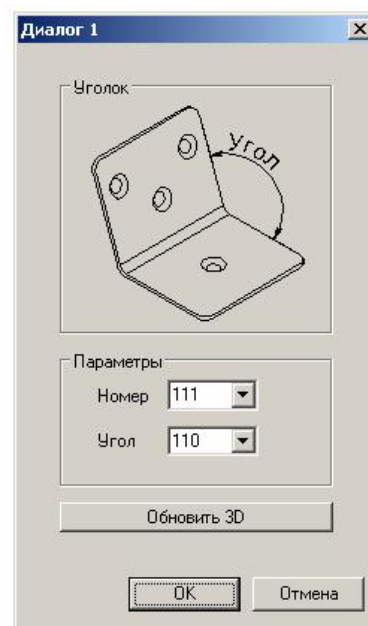 Диалог 1
Уголок
Угол
Параметры
Номер 111
Угол 110
Обновить 3D
OK Отмена